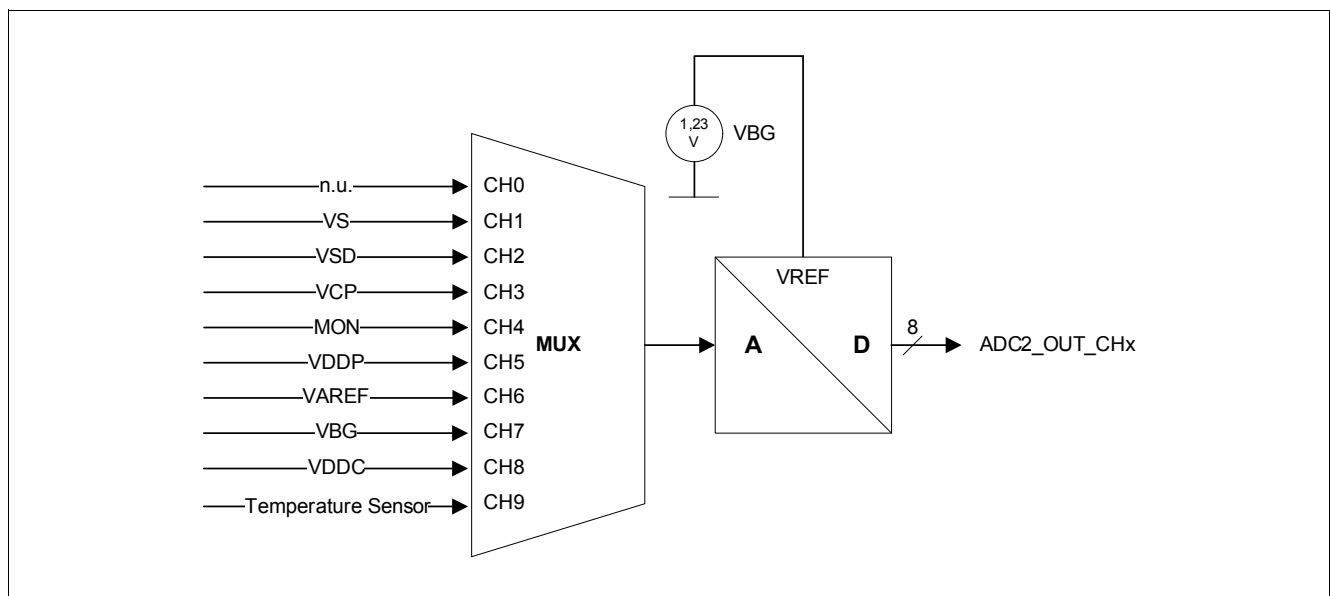 1,23
V
VBG
n.u.
CH0
VS
CH1
VSD
CH2
VCP
CH3
MON
CH4
VDDP
CH5
VAREF
CH6
VBG
CH7
VDDC
CH8
Temperature Sensor
CH9
MUX
VREF
A
D
8
ADC2_OUT_CHx